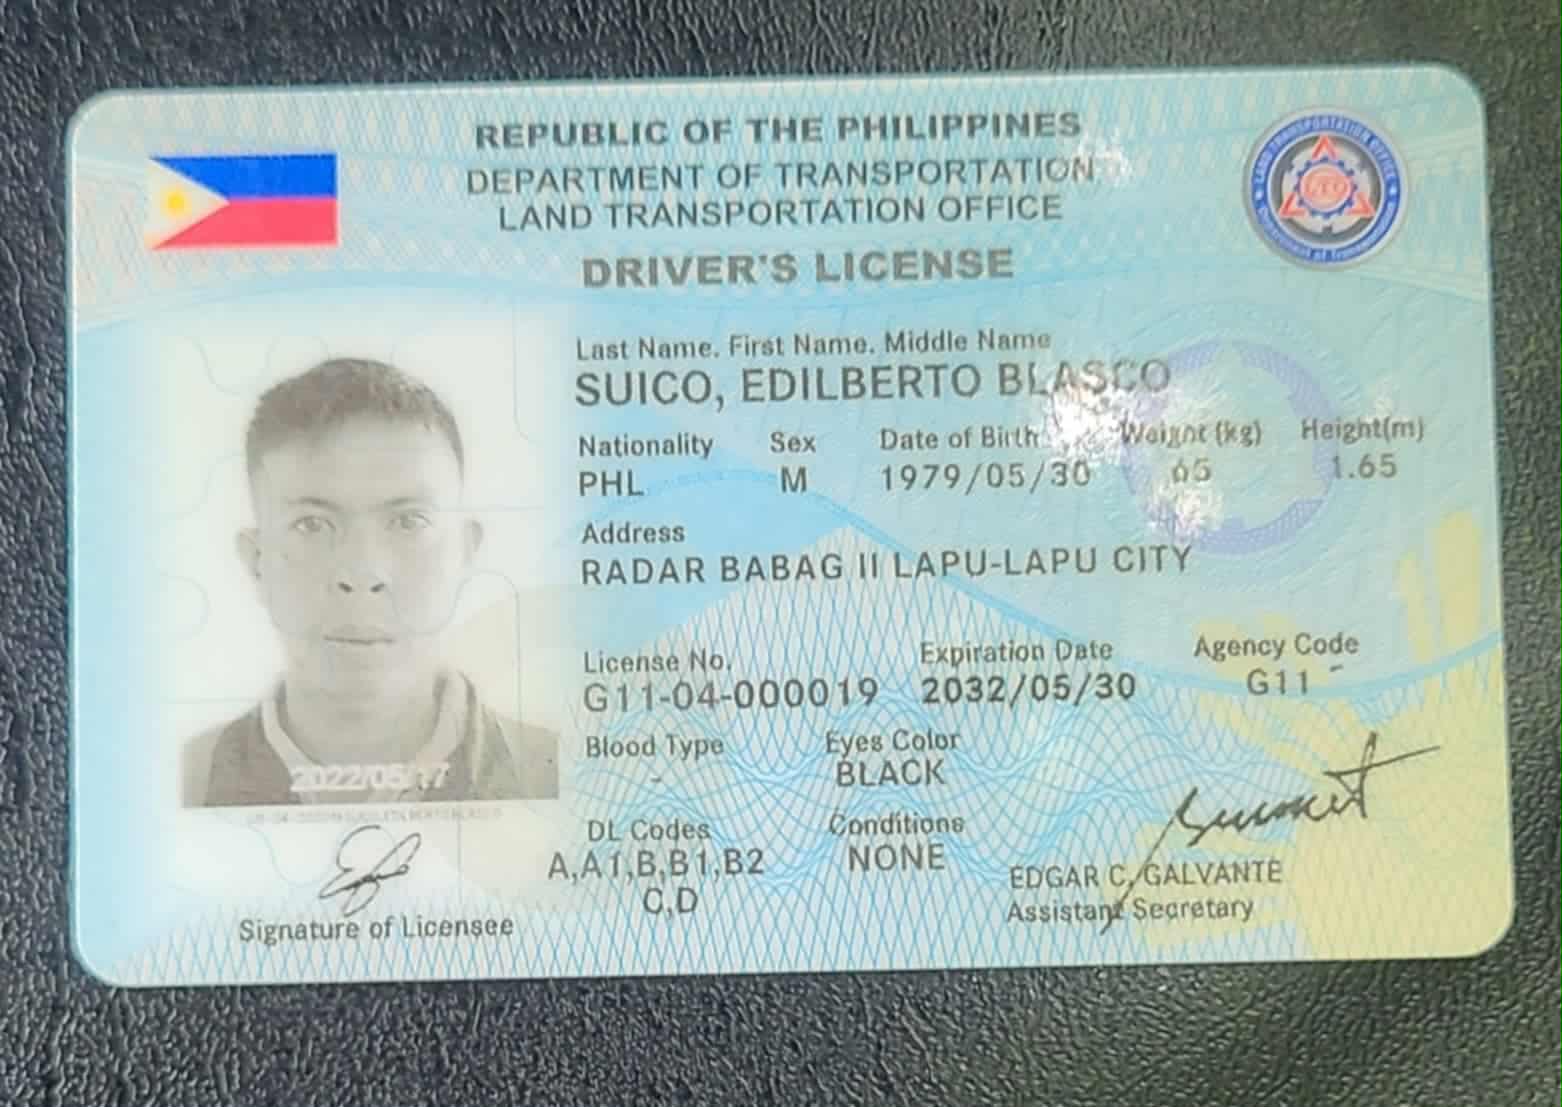 REPUBLIC OF THE PHILIPPINES
DEPARTMENT OF TRANSPORTATION
LAND TRANSPORTATION OFFICE
DRIVER'S LICENSE
LAND TRANSPORTATION OFFICE
LTO
Department of Transportation
Last Name, First Name, Middle Name
SUICO, EDILBERTO BLASCO
Nationality Sex Date of Birth Weight (kg) Height(m)
PHL M 1979/05/30 65 1.65
Address
RADAR BABAG II LAPU-LAPU CITY
License No. Expiration Date Agency Code
G11-04-000019 2032/05/30 G11
Blood Type Eyes Color
- BLACK
DL Codes Conditions
A,A1,B,B1,B2 NONE
C,D
2022/05/17
Signature of Licensee
EDGAR C. GALVANTE
Assistant Secretary